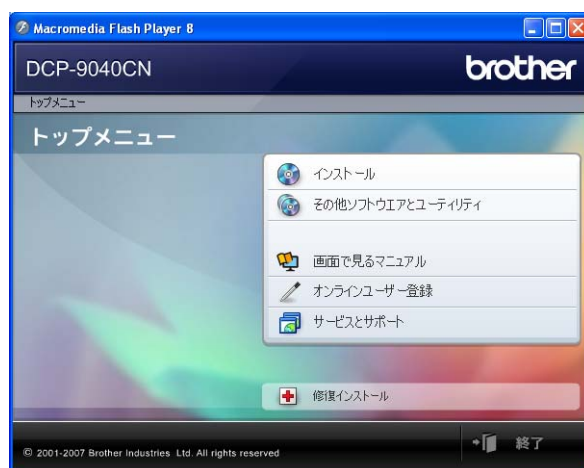 Macromedia Flash Player 8
DCP-9040CN
brother
トップメニュー
トップメニュー
インストール
その他ソフトウエアとユーティリティ
画面で見るマニュアル
オンラインユーザー登録
サービスとサポート
修復インストール
© 2001-2007 Brother Industries Ltd. All rights reserved
終了